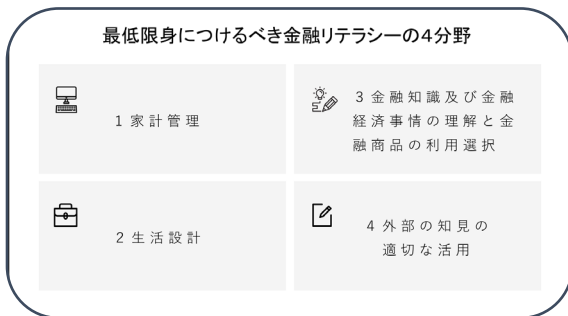 最低限身につけるべき金融リテラシーの4分野
1 家計管理
2 生活設計
3 金融知識及び金融
経済事情の理解と金
融商品の利用選択
4 外部の知見の
適切な活用